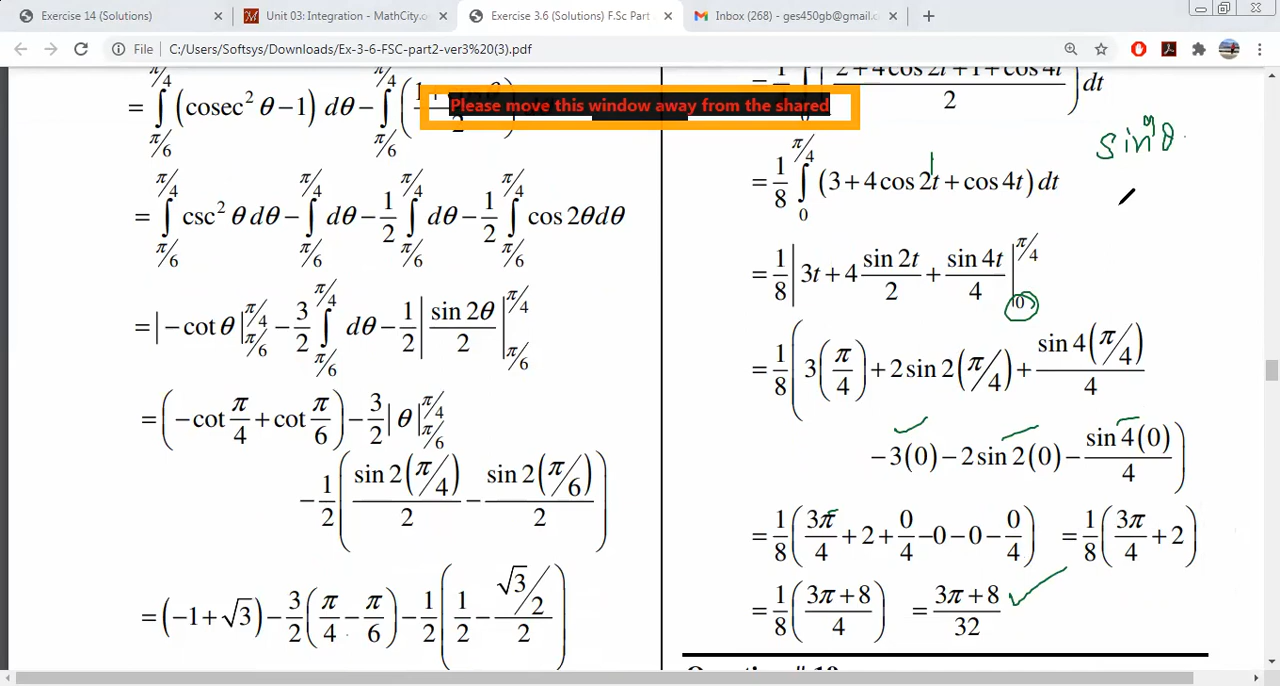 Exercise 14 (Solutions)
Unit 03: Integration - MathCity.o
Exercise 3.6 (Solutions) F.Sc Part
Inbox (268) - ges450gb@gmail.c
File | C:/Users/Softsys/Downloads/Ex-3-6-FSC-part2-ver3%20(3).pdf
Please move this window away from the shared
= ∫_{π/6}^{π/4} (cosec² θ − 1) dθ − ∫_{π/6}^{π/4}
= ∫_{π/6}^{π/4} csc² θ dθ − ∫_{π/6}^{π/4} dθ − 1/2 ∫_{π/6}^{π/4} dθ − 1/2 ∫_{π/6}^{π/4} cos 2θ dθ
= |−cot θ|_{π/6}^{π/4} − 3/2 ∫_{π/6}^{π/4} dθ − 1/2 |sin 2θ / 2|_{π/6}^{π/4}
= (−cot π/4 + cot π/6) − 3/2 |θ|_{π/6}^{π/4}
− 1/2 (sin 2(π/4) / 2 − sin 2(π/6) / 2)
= (−1 + √3) − 3/2 (π/4 − π/6) − 1/2 (1/2 − (√3/2) / 2)
2 + 4 cos 2t + 1 + cos 4t / 2) dt
= 1/8 ∫_0^{π/4} (3 + 4 cos 2t + cos 4t) dt
sin θ
= 1/8 |3t + 4 sin 2t / 2 + sin 4t / 4|_0^{π/4}
= 1/8 (3(π/4) + 2 sin 2(π/4) + sin 4(π/4) / 4
− 3(0) − 2 sin 2(0) − sin 4(0) / 4)
= 1/8 (3π/4 + 2 + 0/4 − 0 − 0 − 0/4) = 1/8 (3π/4 + 2)
= 1/8 ((3π + 8) / 4) = (3π + 8) / 32